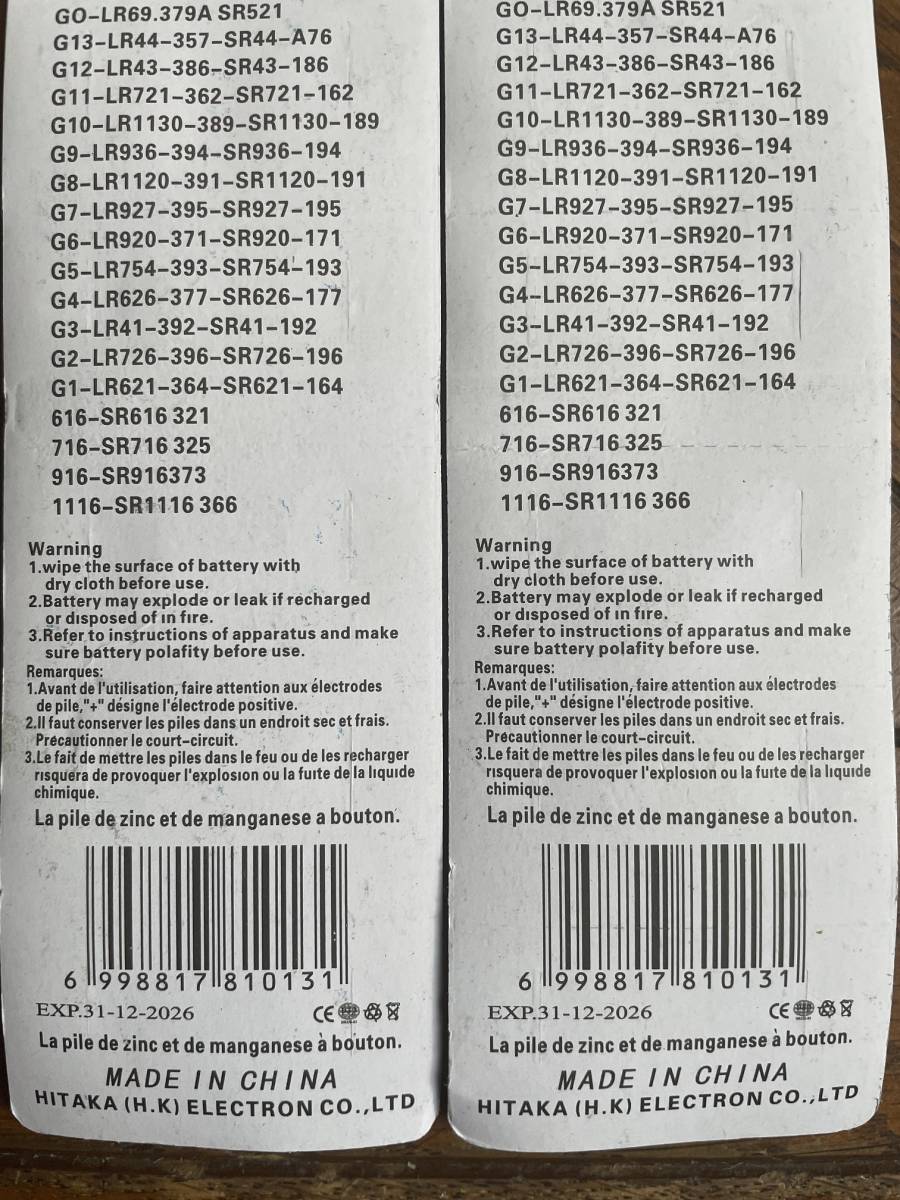 GO-LR69.379A SR521
G13-LR44-357-SR44-A76
G12-LR43-386-SR43-186
G11-LR721-362-SR721-162
G10-LR1130-389-SR1130-189
G9-LR936-394-SR936-194
G8-LR1120-391-SR1120-191
G7-LR927-395-SR927-195
G6-LR920-371-SR920-171
G5-LR754-393-SR754-193
G4-LR626-377-SR626-177
G3-LR41-392-SR41-192
G2-LR726-396-SR726-196
G1-LR621-364-SR621-164
616-SR616 321
716-SR716 325
916-SR916373
1116-SR1116 366
Warning
1.wipe the surface of battery with
dry cloth before use.
2.Battery may explode or leak if recharged
or disposed of in fire.
3.Refer to instructions of apparatus and make
sure battery polafity before use.
Remarques:
1.Avant de l'utilisation, faire attention aux électrodes
de pile,"+" désigne l'électrode positive.
2.Il faut conserver les piles dans un endroit sec et frais.
Précautionner le court-circuit.
3.Le fait de mettre les piles dans le feu ou de les recharger
risquera de provoquer l'explosion ou la fuite de la liquide
chimique.
La pile de zinc et de manganese a bouton.
6 998817 810131
EXP.31-12-2026 CE
La pile de zinc et de manganese à bouton.
MADE IN CHINA
HITAKA (H.K) ELECTRON CO.,LTD
GO-LR69.379A SR521
G13-LR44-357-SR44-A76
G12-LR43-386-SR43-186
G11-LR721-362-SR721-162
G10-LR1130-389-SR1130-189
G9-LR936-394-SR936-194
G8-LR1120-391-SR1120-191
G7-LR927-395-SR927-195
G6-LR920-371-SR920-171
G5-LR754-393-SR754-193
G4-LR626-377-SR626-177
G3-LR41-392-SR41-192
G2-LR726-396-SR726-196
G1-LR621-364-SR621-164
616-SR616 321
716-SR716 325
916-SR916373
1116-SR1116 366
Warning
1.wipe the surface of battery with
dry cloth before use.
2.Battery may explode or leak if recharged
or disposed of in fire.
3.Refer to instructions of apparatus and make
sure battery polafity before use.
Remarques:
1.Avant de l'utilisation, faire attention aux électrodes
de pile,"+" désigne l'électrode positive.
2.Il faut conserver les piles dans un endroit sec et frais.
Précautionner le court-circuit.
3.Le fait de mettre les piles dans le feu ou de les recharger
risquera de provoquer l'explosion ou la fuite de la liquide
chimique.
La pile de zinc et de manganese a bouton.
6 998817 810131
EXP.31-12-2026 CE
La pile de zinc et de manganese à bouton.
MADE IN CHINA
HITAKA (H.K) ELECTRON CO.,LTD